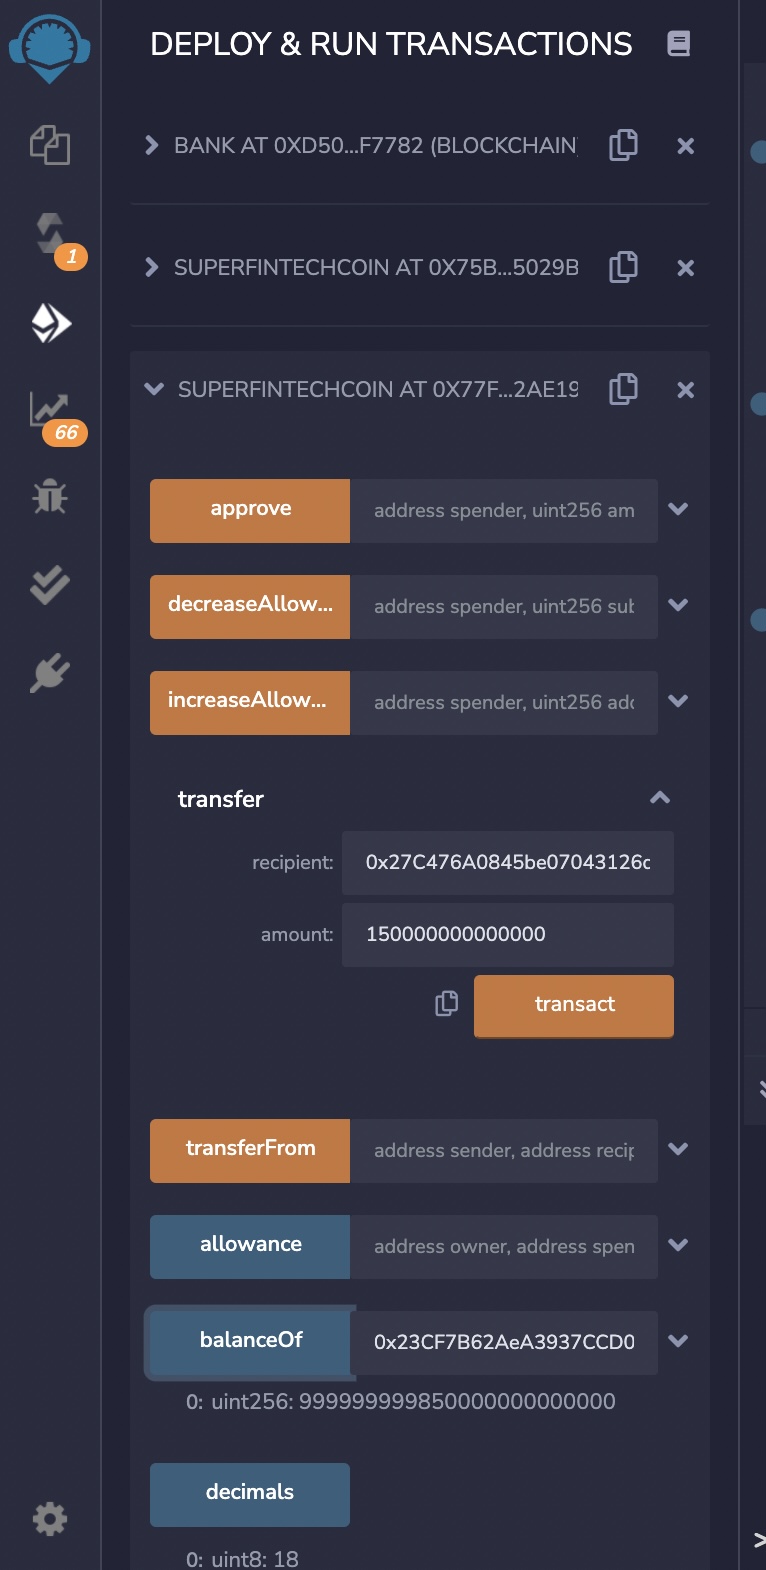 DEPLOY & RUN TRANSACTIONS
BANK AT 0XD50...F7782 (BLOCKCHAIN)
1
SUPERFINTECHCOIN AT 0X75B...5029B
SUPERFINTECHCOIN AT 0X77F...2AE19
66
approve address spender, uint256 am
decreaseAllow... address spender, uint256 sub
increaseAllow... address spender, uint256 add
transfer
recipient: 0x27C476A0845be07043126c
amount: 150000000000000
transact
transferFrom address sender, address recip
allowance address owner, address spen
balanceOf 0x23CF7B62AeA3937CCD0
0: uint256: 999999999850000000000000
decimals
0: uint8: 18